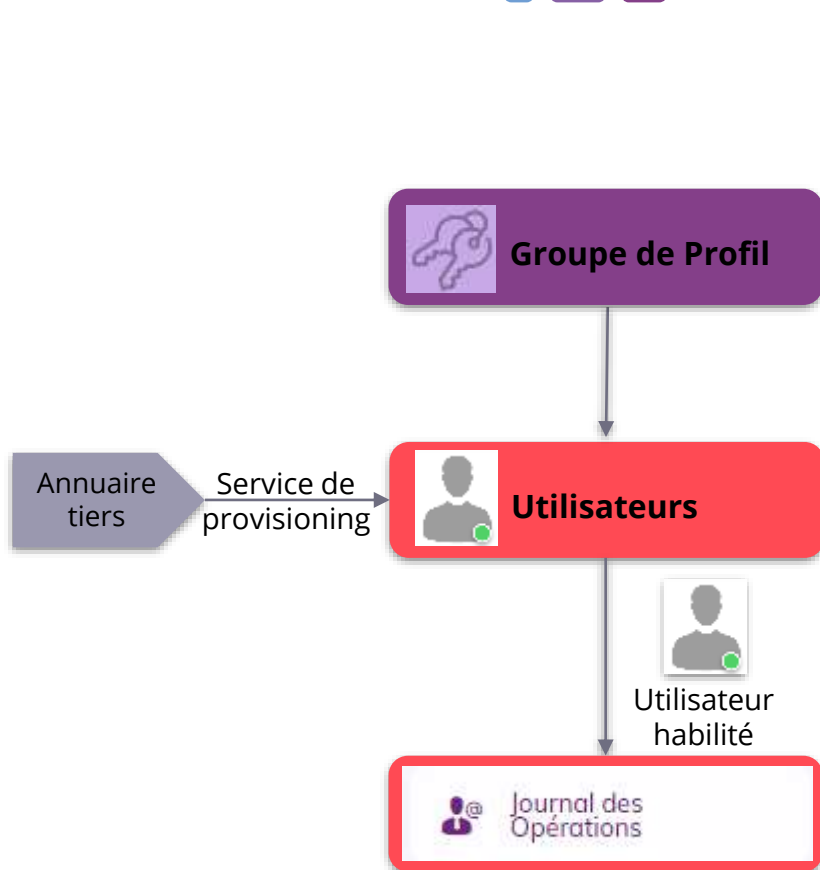 Groupe de Profil
Annuaire
tiers
Service de
provisioning
Utilisateurs
Utilisateur
habilité
@
Journal des
Opérations